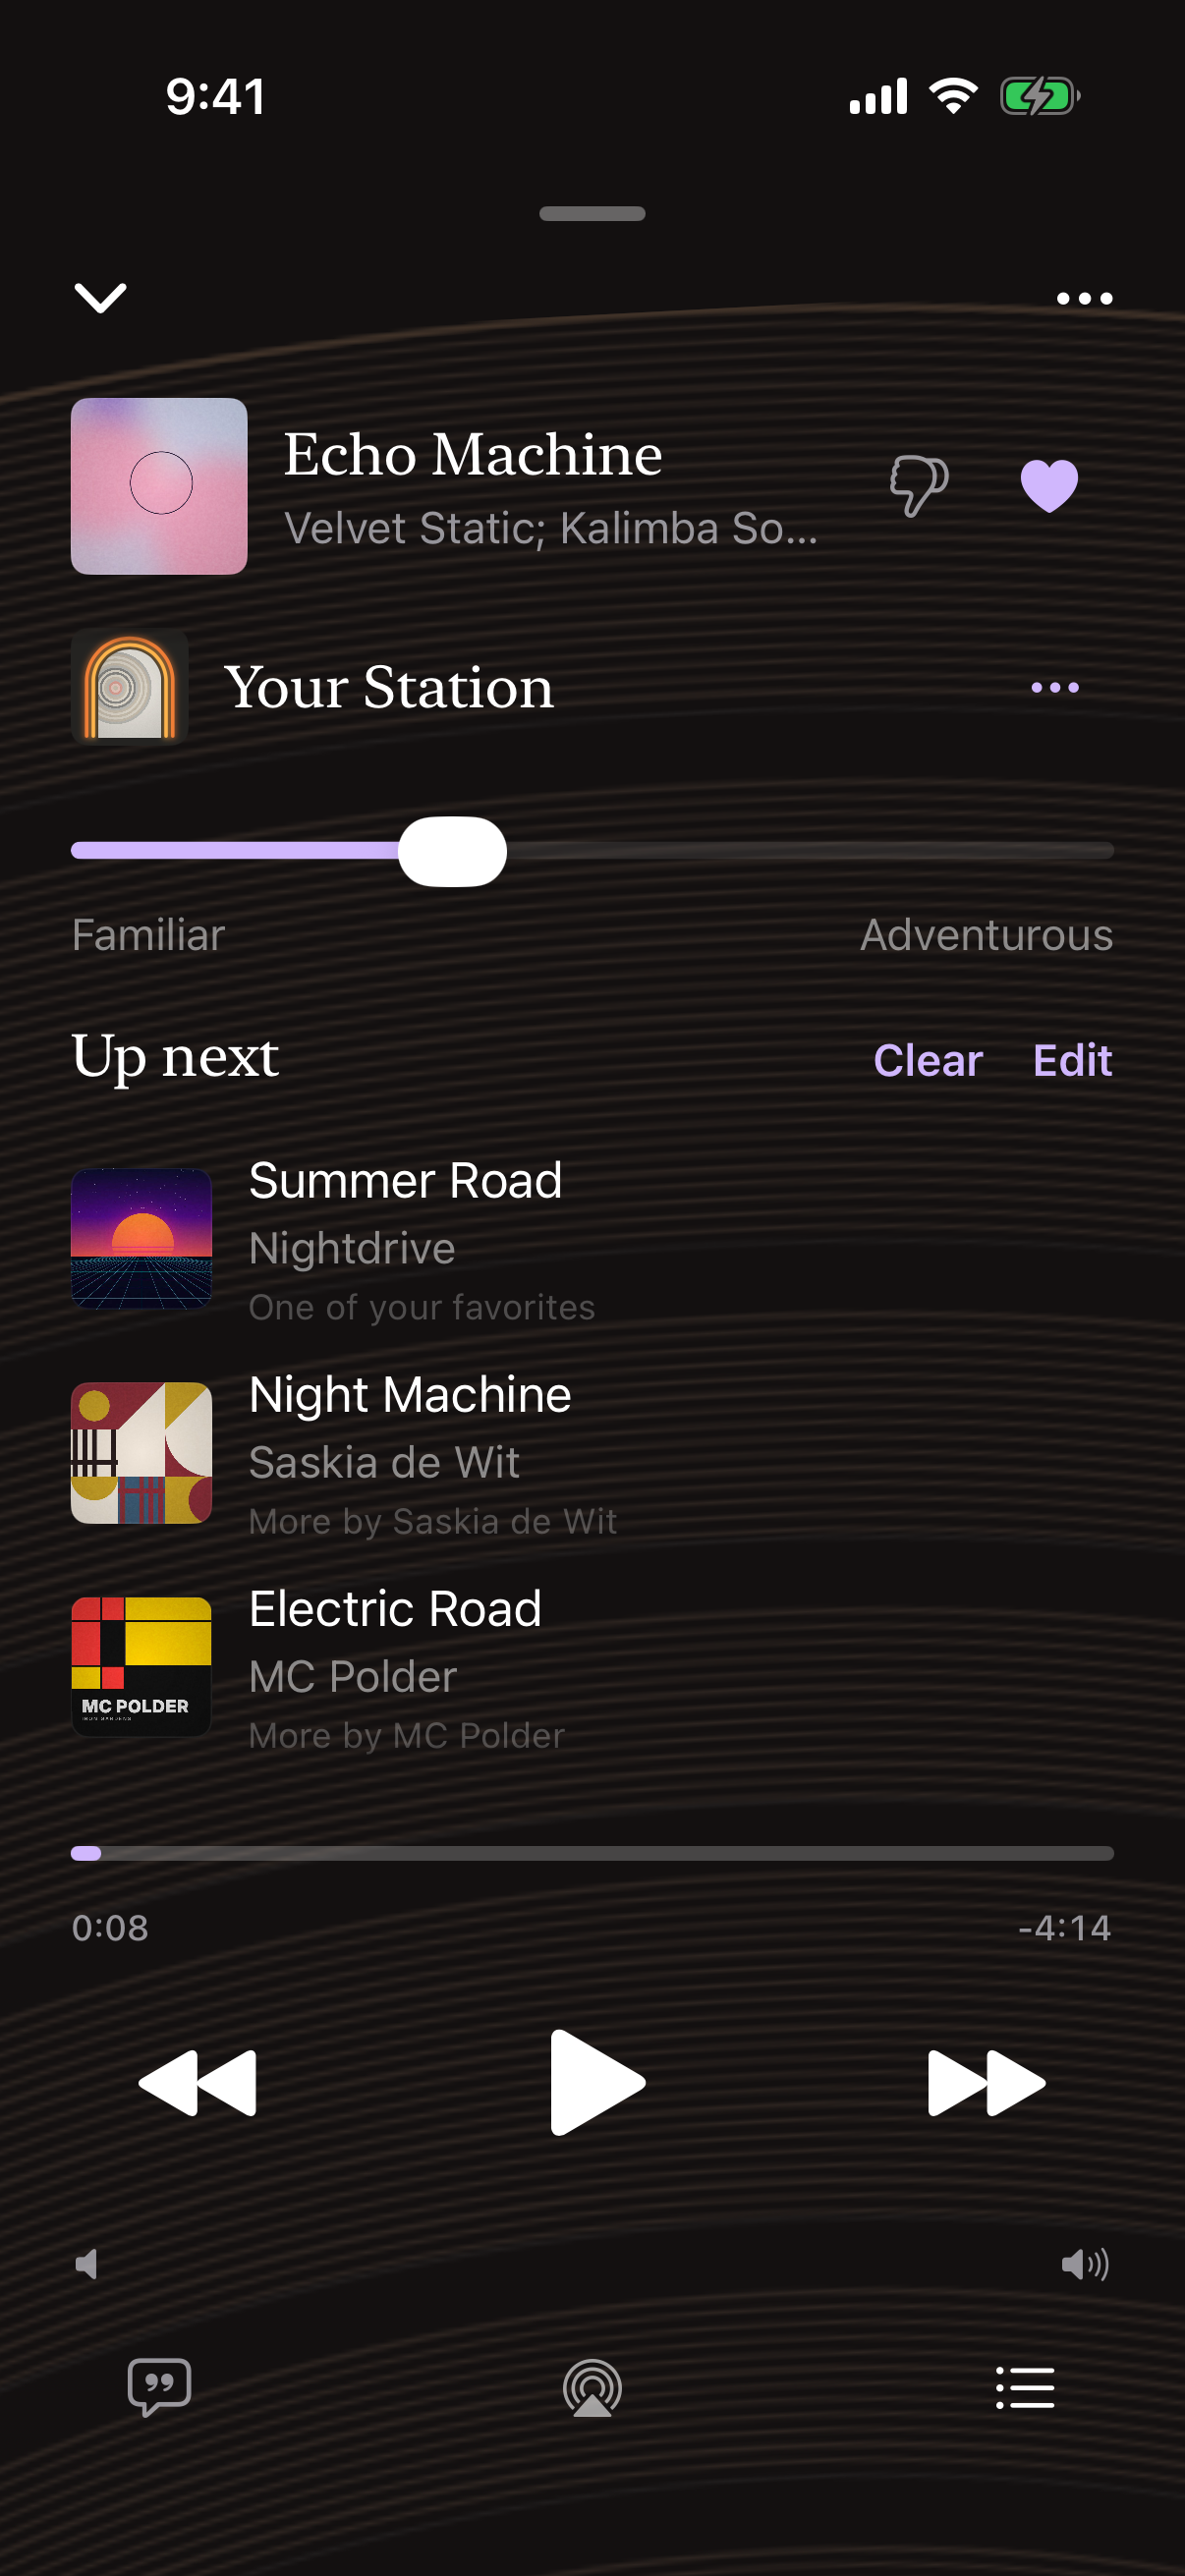 9:41
Echo Machine
Velvet Static; Kalimba So...
Your Station
Familiar
Adventurous
Up next
Clear
Edit
Summer Road
Nightdrive
One of your favorites
Night Machine
Saskia de Wit
More by Saskia de Wit
Electric Road
MC Polder
More by MC Polder
MC POLDER
0:08
-4:14